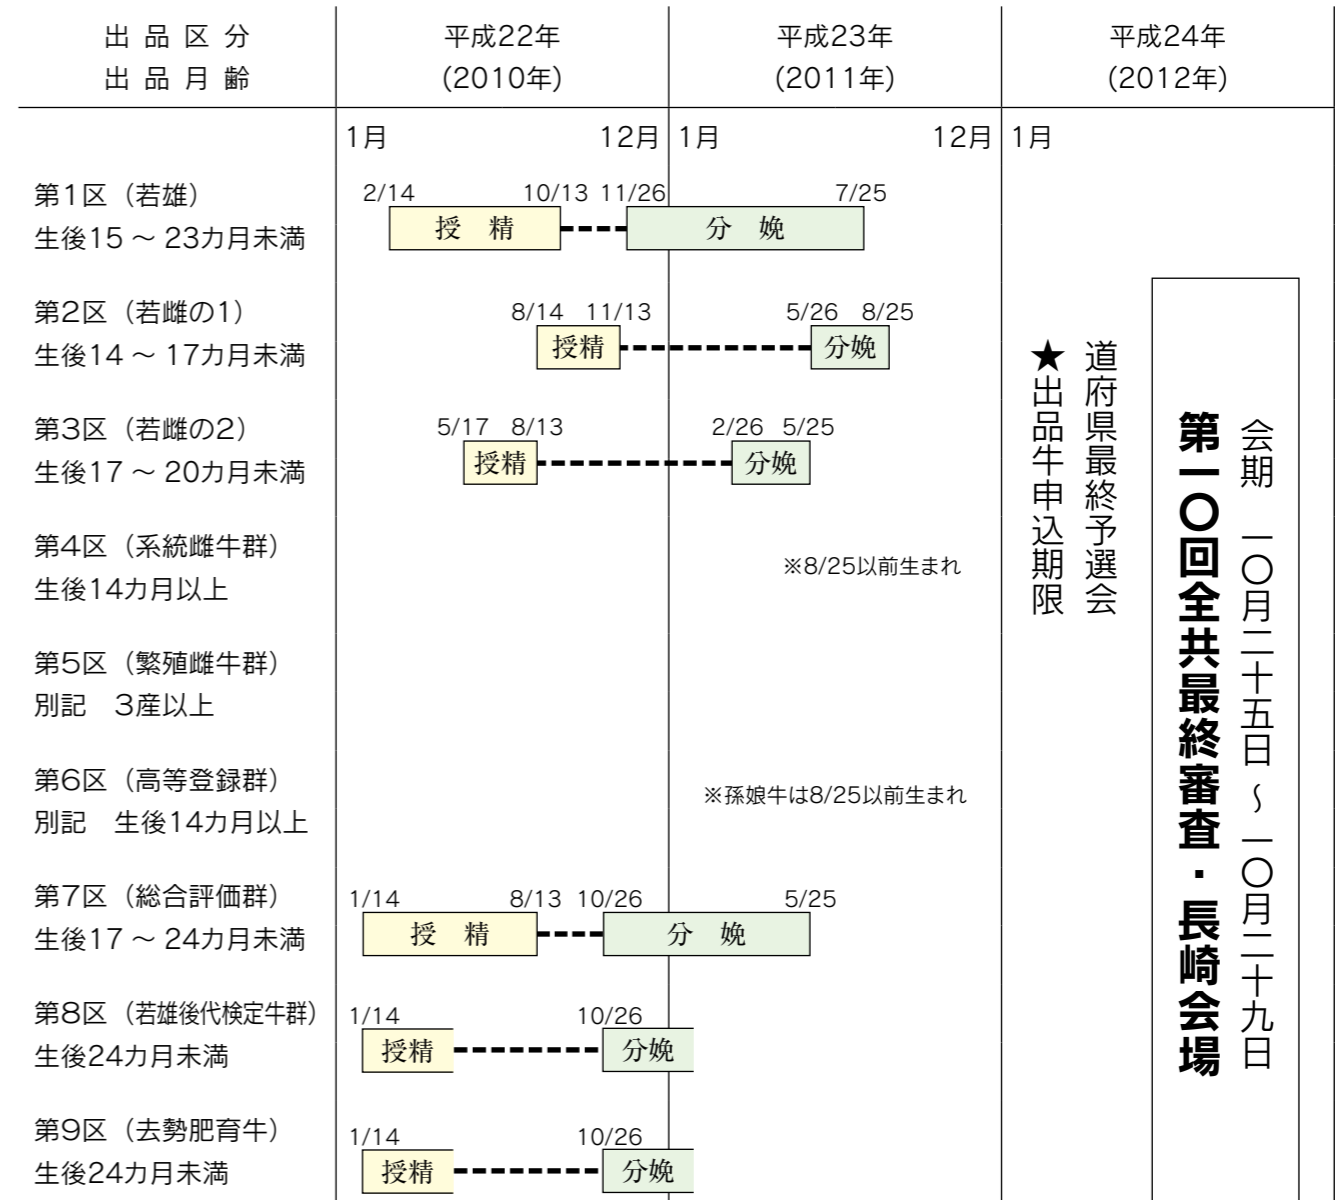 出品区分
出品月齢
平成22年
(2010年)
平成23年
(2011年)
平成24年
(2012年)
1月
12月
1月
12月
1月
第1区（若雄）
生後15 〜 23カ月未満
2/14
10/13
11/26
7/25
授 精
分 娩
第2区（若雌の1）
生後14 〜 17カ月未満
8/14
11/13
5/26
8/25
授精
分娩
第3区（若雌の2）
生後17 〜 20カ月未満
5/17
8/13
2/26
5/25
授精
分娩
第4区（系統雌牛群）
生後14カ月以上
※8/25以前生まれ
第5区（繁殖雌牛群）
別記　3産以上
第6区（高等登録群）
別記　生後14カ月以上
※孫娘牛は8/25以前生まれ
第7区（総合評価群）
生後17 〜 24カ月未満
1/14
8/13
10/26
5/25
授 精
分 娩
第8区（若雄後代検定牛群）
生後24カ月未満
1/14
10/26
授精
分娩
第9区（去勢肥育牛）
生後24カ月未満
1/14
10/26
授精
分娩
道府県最終予選会
★出品牛申込期限
会期　一〇月二十五日〜一〇月二十九日
第一〇回全共最終審査・長崎会場